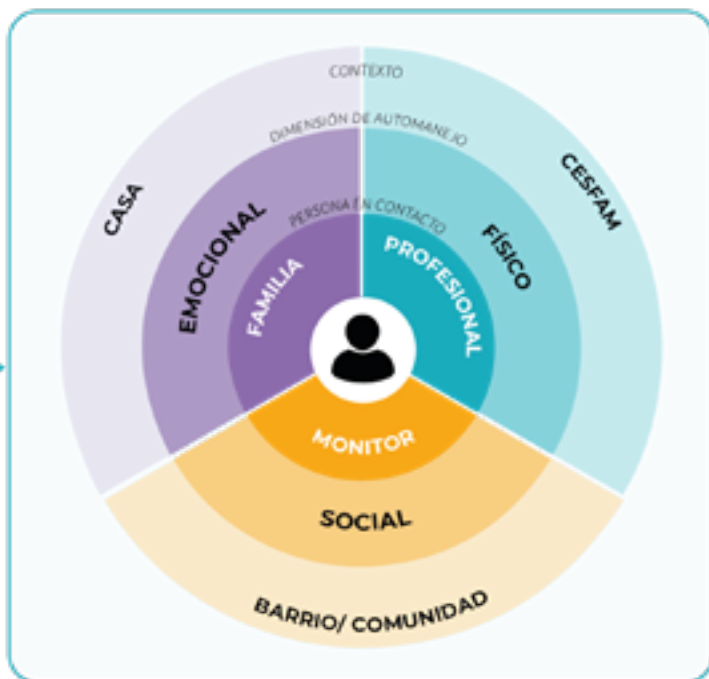 CONTEXTO
DIMENSIÓN DE AUTOMANEJO
PERSONA EN CONTACTO
CASA
EMOCIONAL
FAMILIA
PROFESIONAL
FÍSICO
CESFAM
MONITOR
SOCIAL
BARRIO/ COMUNIDAD